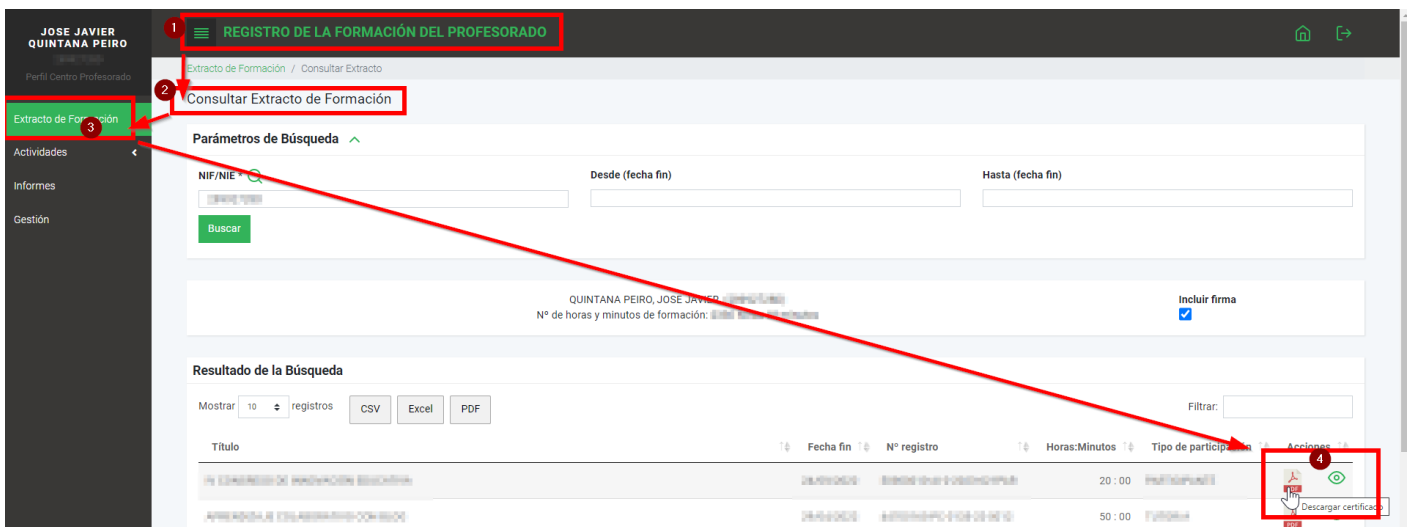 JOSE JAVIER
QUINTANA PEIRO
Perfil Centro Profesorado
Extracto de Formación
3
Actividades
Informes
Gestión
1
REGISTRO DE LA FORMACIÓN DEL PROFESORADO
Extracto de Formación / Consultar Extracto
2
Consultar Extracto de Formación
Parámetros de Búsqueda
NIF/NIE * Desde (fecha fin) Hasta (fecha fin)
Buscar
QUINTANA PEIRO, JOSE JAVIER
Incluir firma
Nº de horas y minutos de formación:
Resultado de la Búsqueda
Mostrar 10 registros CSV Excel PDF Filtrar:
Título Fecha fin Nº registro Horas:Minutos Tipo de participación Acciones
4
20 : 00
PDF
Descargar certificado
50 : 00
PDF